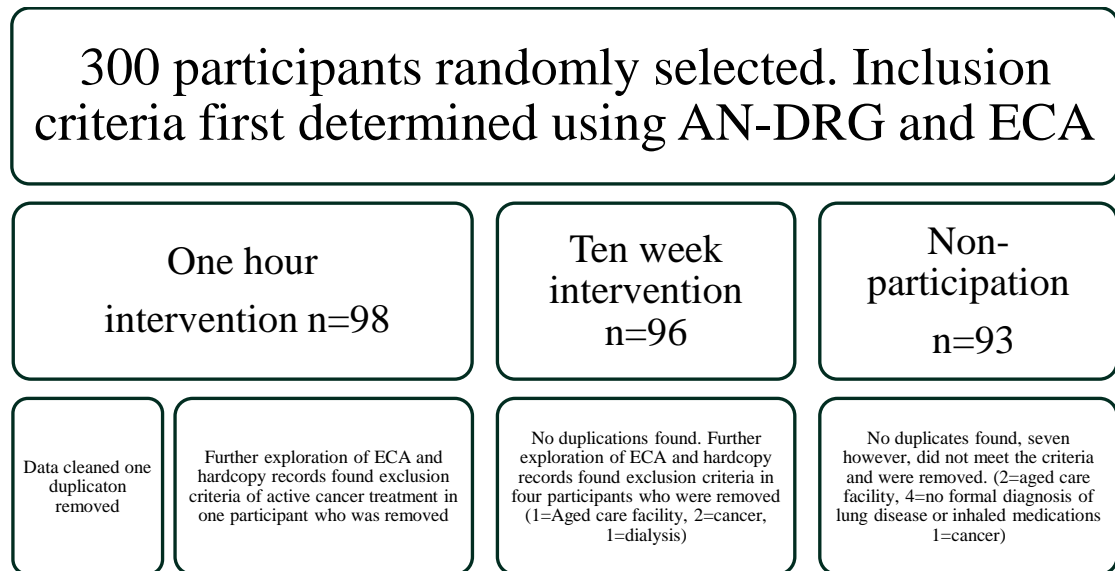 300 participants randomly selected. Inclusion
criteria first determined using AN-DRG and ECA
One hour
intervention n=98
Ten week
intervention
n=96
Non-
participation
n=93
Data cleaned one
duplicaton
removed
Further exploration of ECA and
hardcopy records found exclusion
criteria of active cancer treatment in
one participant who was removed
No duplications found. Further
exploration of ECA and hardcopy
records found exclusion criteria in
four participants who were removed
(1=Aged care facility, 2=cancer,
1=dialysis)
No duplicates found, seven
however, did not meet the criteria
and were removed. (2=aged care
facility, 4=no formal diagnosis of
lung disease or inhaled medications
1=cancer)